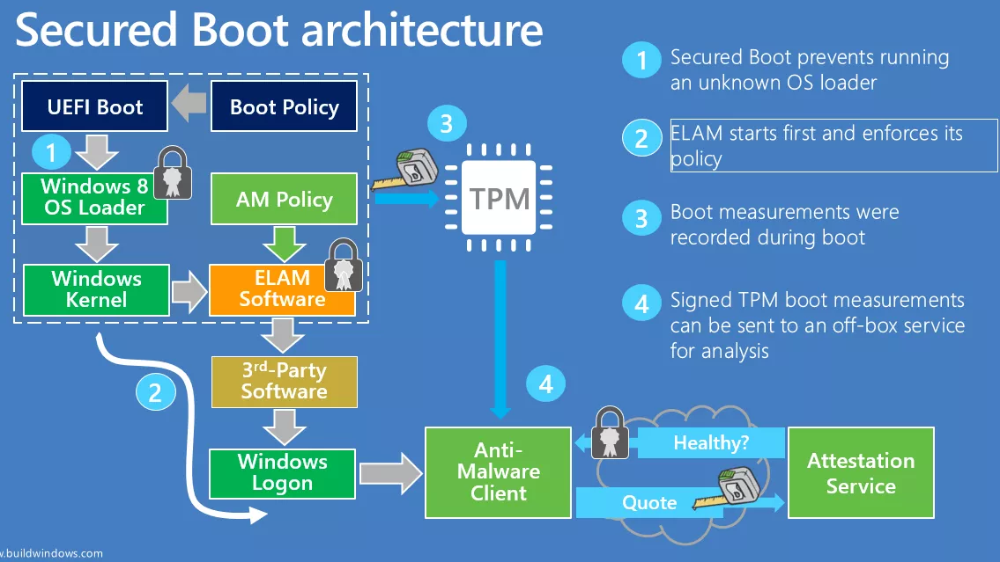 Secured Boot architecture
UEFI Boot
Boot Policy
1
Windows 8
OS Loader
AM Policy
Windows
Kernel
ELAM
Software
3
TPM
3rd-Party
Software
2
Windows
Logon
4
Anti-
Malware
Client
Healthy?
Quote
Attestation
Service
1
Secured Boot prevents running
an unknown OS loader
2
ELAM starts first and enforces its
policy
3
Boot measurements were
recorded during boot
4
Signed TPM boot measurements
can be sent to an off-box service
for analysis
.buildwindows.com